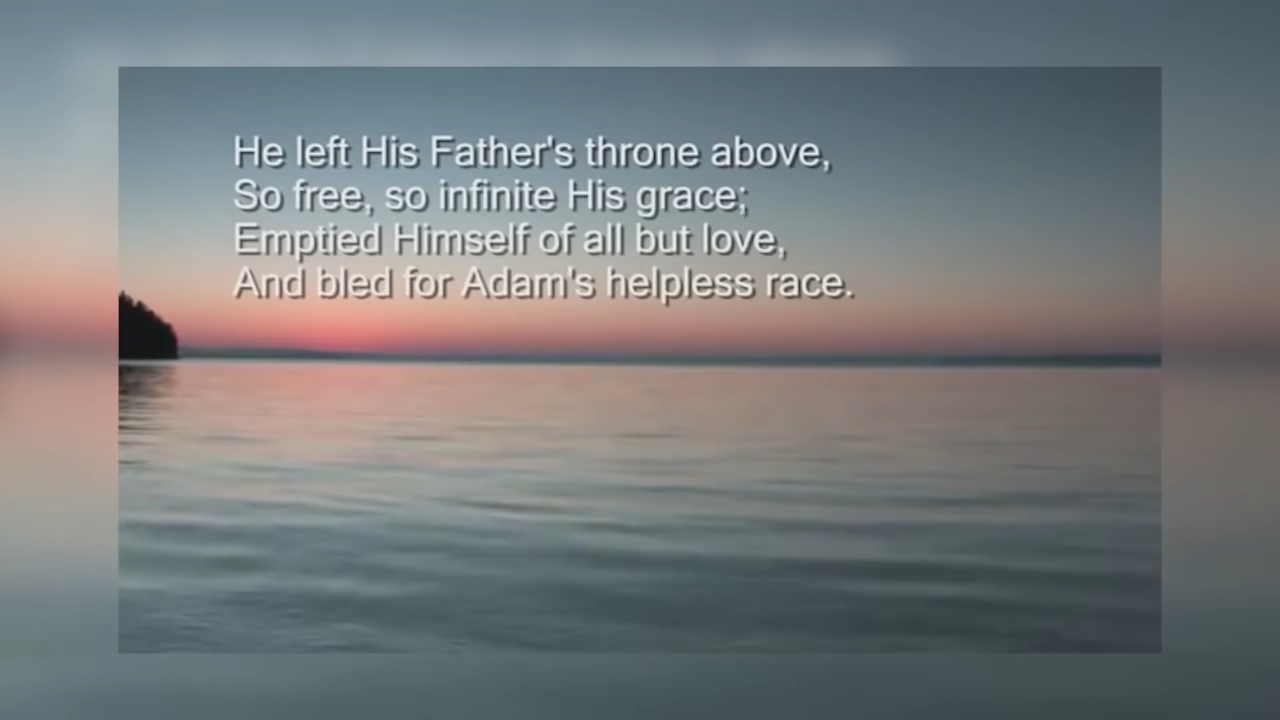 He left His Father's throne above,
So free, so infinite His grace;
Emptied Himself of all but love,
And bled for Adam's helpless race.